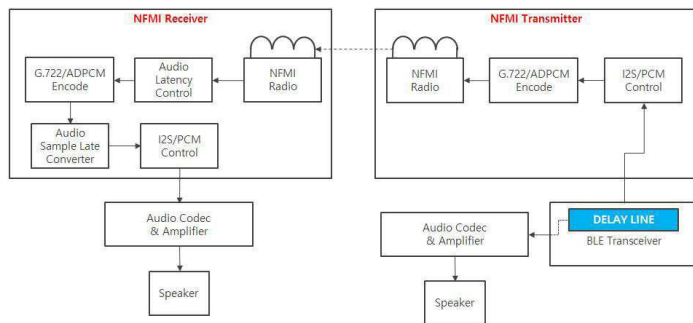 NFMI Receiver
NFMI Transmitter
G.722/ADPCM
Encode
Audio
Latency
Control
NFMI
Radio
NFMI
Radio
G.722/ADPCM
Encode
I2S/PCM
Control
Audio
Sample Late
Converter
I2S/PCM
Control
Audio Codec
& Amplifier
Speaker
Audio Codec
& Amplifier
DELAY LINE
BLE Transceiver
Speaker